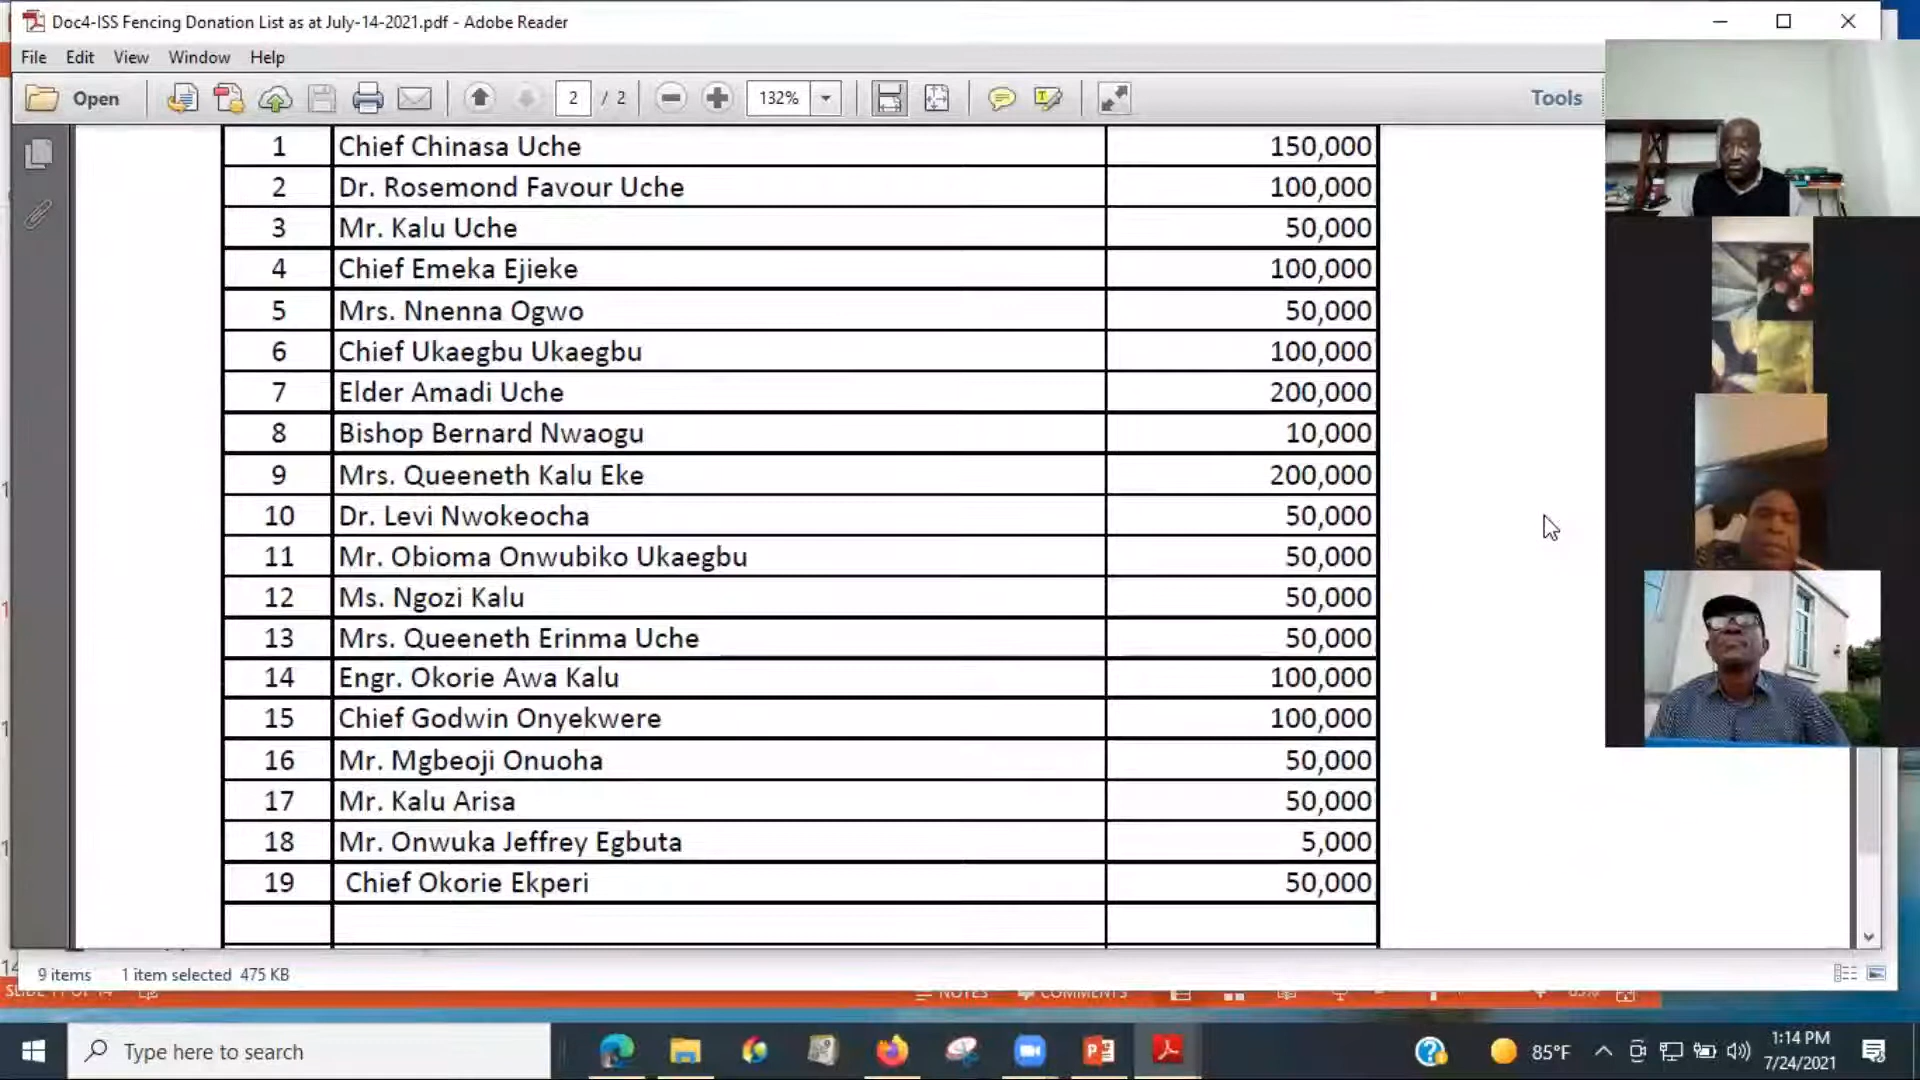 Doc4-ISS Fencing Donation List as at July-14-2021.pdf - Adobe Reader
File Edit View Window Help
Open 2 / 2 132% Tools
1 Chief Chinasa Uche 150,000
2 Dr. Rosemond Favour Uche 100,000
3 Mr. Kalu Uche 50,000
4 Chief Emeka Ejieke 100,000
5 Mrs. Nnenna Ogwo 50,000
6 Chief Ukaegbu Ukaegbu 100,000
7 Elder Amadi Uche 200,000
8 Bishop Bernard Nwaogu 10,000
9 Mrs. Queeneth Kalu Eke 200,000
10 Dr. Levi Nwokeocha 50,000
11 Mr. Obioma Onwubiko Ukaegbu 50,000
12 Ms. Ngozi Kalu 50,000
13 Mrs. Queeneth Erinma Uche 50,000
14 Engr. Okorie Awa Kalu 100,000
15 Chief Godwin Onyekwere 100,000
16 Mr. Mgbeoji Onuoha 50,000
17 Mr. Kalu Arisa 50,000
18 Mr. Onwuka Jeffrey Egbuta 5,000
19 Chief Okorie Ekperi 50,000
9 items 1 item selected 475 KB
SLIDE 11 OF 14 NOTES COMMENTS
Type here to search 85°F 1:14 PM
7/24/2021